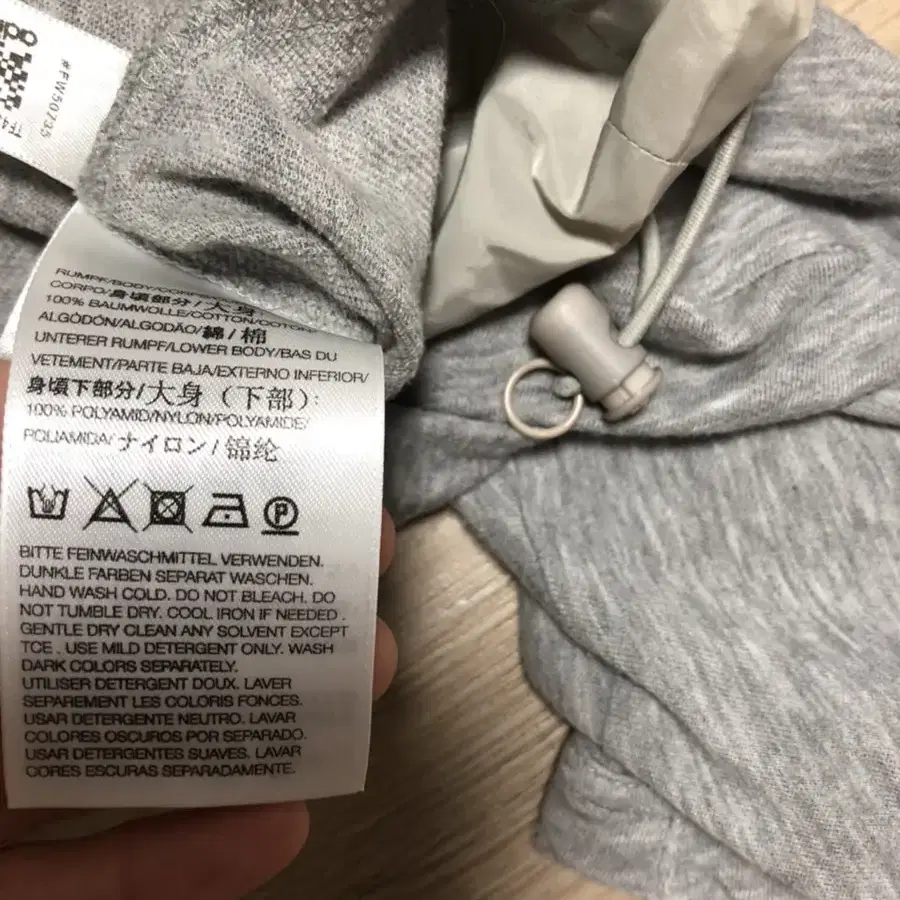 #FW50735
RUMPF/BODY/
CORPO/身頃部分/大身
100% BAUMWOLLE/COTTON/COTON/
ALGODÓN/ALGODÃO/綿/棉
UNTERER RUMPF/LOWER BODY/BAS DU
VETEMENT/PARTE BAJA/EXTERNO INFERIOR/
身頃下部分/大身（下部）:
100% POLYAMID/NYLON/POLYAMIDE/
POLIAMIDA/ナイロン/锦纶
BITTE FEINWASCHMITTEL VERWENDEN.
DUNKLE FARBEN SEPARAT WASCHEN.
HAND WASH COLD. DO NOT BLEACH. DO
NOT TUMBLE DRY. COOL IRON IF NEEDED.
GENTLE DRY CLEAN ANY SOLVENT EXCEPT
TCE. USE MILD DETERGENT ONLY. WASH
DARK COLORS SEPARATELY.
UTILISER DETERGENT DOUX. LAVER
SEPAREMENT LES COLORIS FONCES.
USAR DETERGENTE NEUTRO. LAVAR
COLORES OSCUROS POR SEPARADO.
USAR DETERGENTES SUAVES. LAVAR
CORES ESCURAS SEPARADAMENTE.